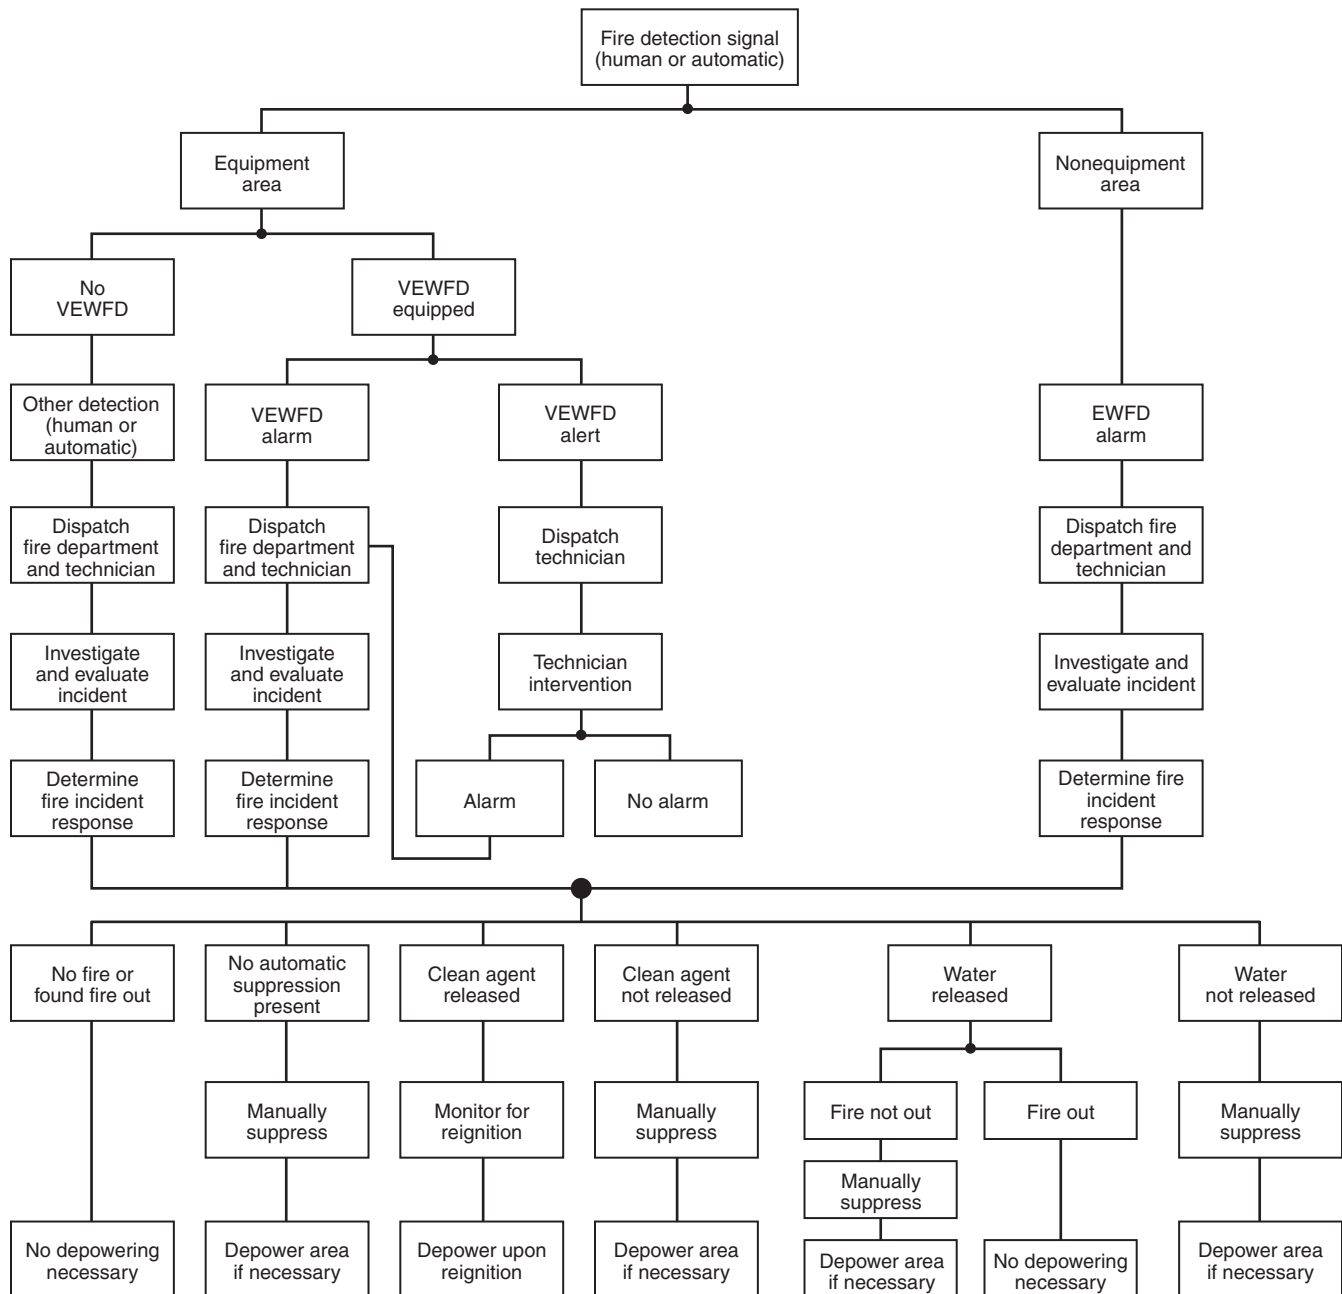 Fire detection signal
(human or automatic)
Equipment
area
Nonequipment
area
No
VEWFD
VEWFD
equipped
Other detection
(human or
automatic)
VEWFD
alarm
VEWFD
alert
EWFD
alarm
Dispatch
fire department
and technician
Dispatch
fire department
and technician
Dispatch
technician
Dispatch fire
department and
technician
Investigate
and evaluate
incident
Investigate
and evaluate
incident
Technician
intervention
Investigate and
evaluate incident
Determine
fire incident
response
Determine
fire incident
response
Alarm
No alarm
Determine fire
incident
response
No fire or
found fire out
No automatic
suppression
present
Clean agent
released
Clean agent
not released
Water
released
Water
not released
Manually
suppress
Monitor for
reignition
Manually
suppress
Fire not out
Fire out
Manually
suppress
Manually
suppress
No depowering
necessary
Depower area
if necessary
Depower upon
reignition
Depower area
if necessary
Depower area
if necessary
No depowering
necessary
Depower area
if necessary